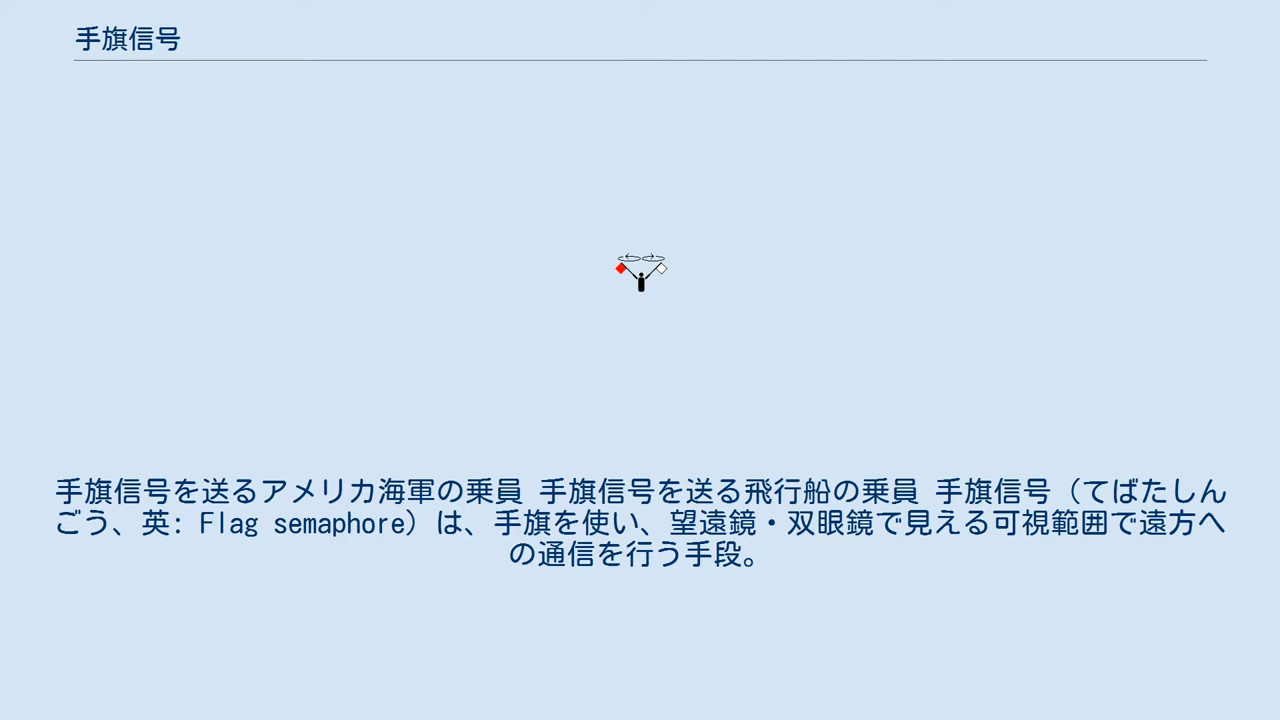 手旗信号
手旗信号を送るアメリカ海軍の乗員 手旗信号を送る飛行船の乗員 手旗信号（てばたしん
ごう、英: Flag semaphore）は、手旗を使い、望遠鏡・双眼鏡で見える可視範囲で遠方へ
の通信を行う手段。